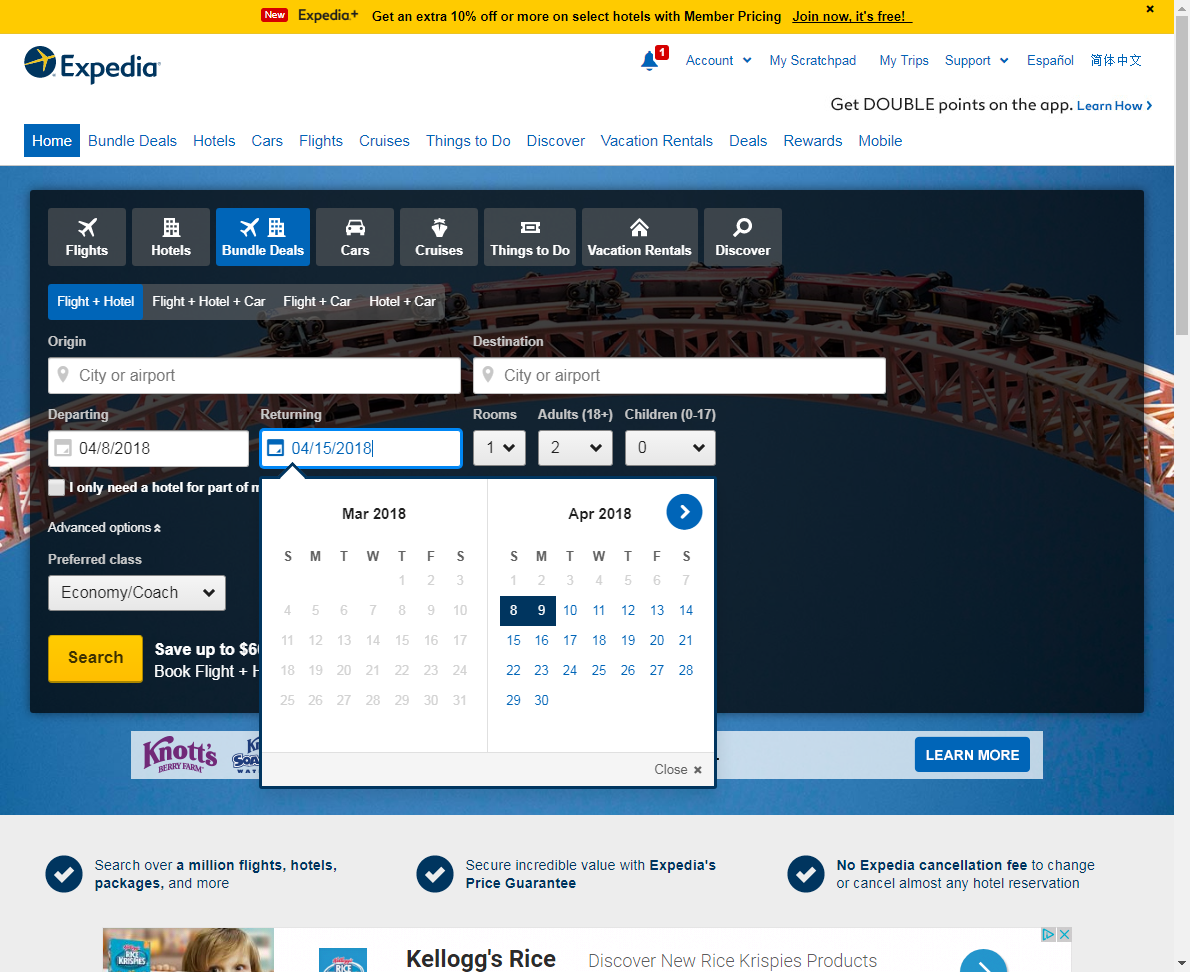 New Expedia+ Get an extra 10% off or more on select hotels with Member Pricing Join now, it's free!
Expedia
1 Account My Scratchpad My Trips Support Español 简体中文
Get DOUBLE points on the app. Learn How
Home Bundle Deals Hotels Cars Flights Cruises Things to Do Discover Vacation Rentals Deals Rewards Mobile
Flights Hotels Bundle Deals Cars Cruises Things to Do Vacation Rentals Discover
Flight + Hotel Flight + Hotel + Car Flight + Car Hotel + Car
Origin Destination
City or airport City or airport
Departing Returning Rooms Adults (18+) Children (0-17)
04/8/2018 04/15/2018 1 2 0
I only need a hotel for part of m
Advanced options
Preferred class
Economy/Coach
Search
Save up to $6
Book Flight + H
Mar 2018
S M T W T F S
1 2 3
4 5 6 7 8 9 10
11 12 13 14 15 16 17
18 19 20 21 22 23 24
25 26 27 28 29 30 31
Apr 2018
S M T W T F S
1 2 3 4 5 6 7
8 9 10 11 12 13 14
15 16 17 18 19 20 21
22 23 24 25 26 27 28
29 30
Close
Knott's
BERRY FARM
LEARN MORE
Search over a million flights, hotels,
packages, and more
Secure incredible value with Expedia's
Price Guarantee
No Expedia cancellation fee to change
or cancel almost any hotel reservation
RICE
KRISPIES
Kellogg's Rice Discover New Rice Krispies Products